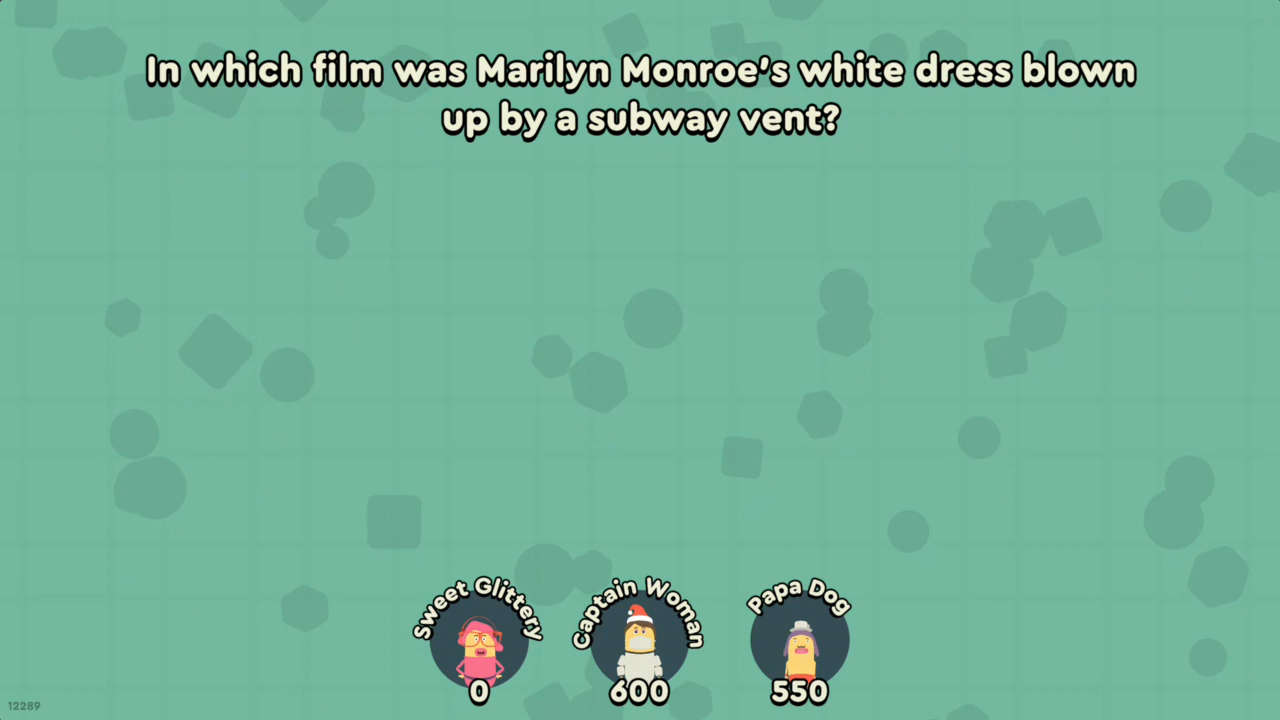 In which film was Marilyn Monroe's white dress blown
up by a subway vent?
Sweet Glittery
0
Captain Woman
600
Papa Dog
550
12289